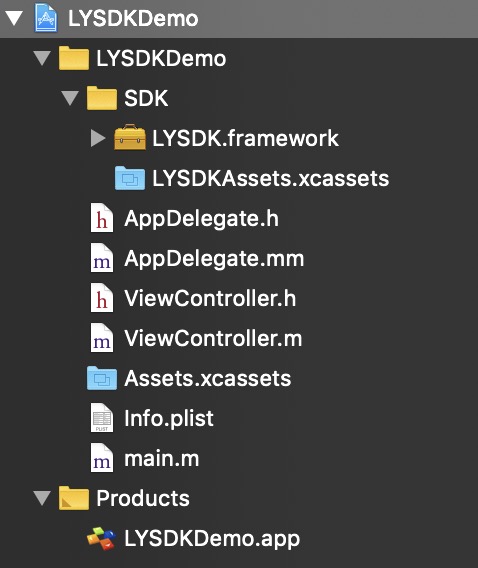 LYSDKDemo
LYSDKDemo
SDK
LYSDK.framework
LYSDKAssets.xcassets
h AppDelegate.h
m AppDelegate.mm
h ViewController.h
m ViewController.m
Assets.xcassets
PLIST Info.plist
m main.m
Products
LYSDKDemo.app